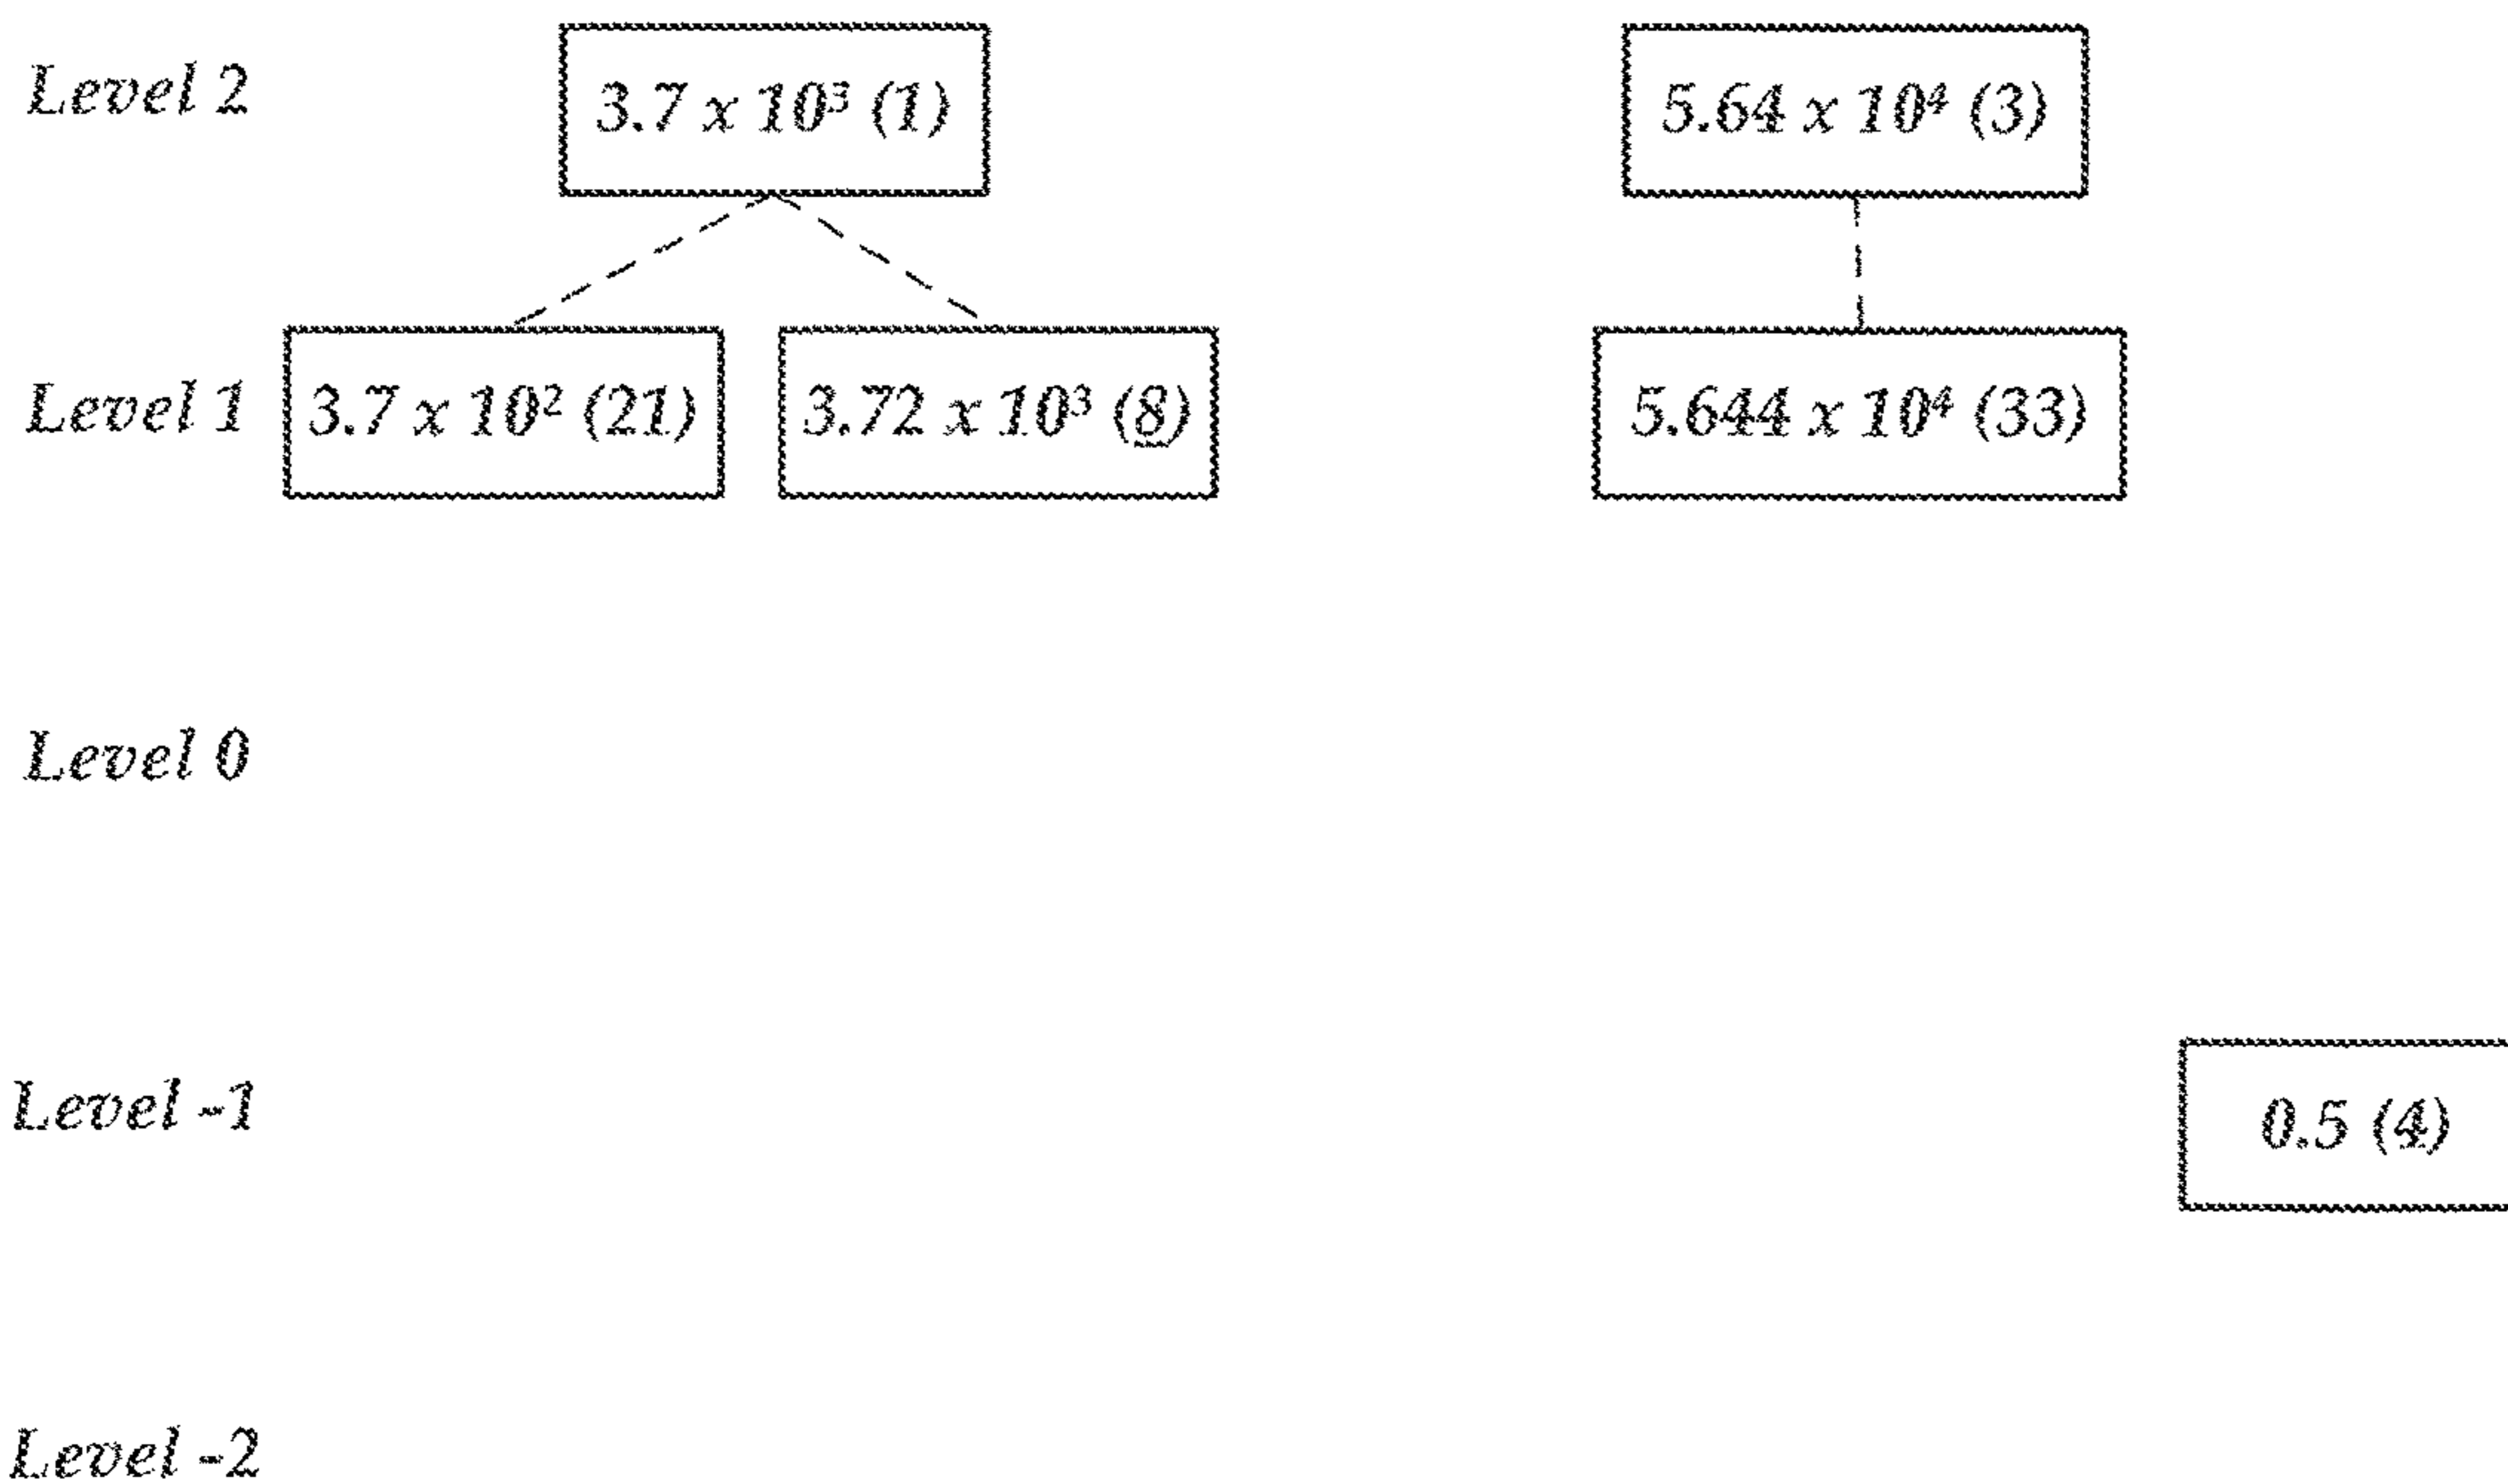 Level 2 3.7 x 10³ (1) 5.64 x 10⁴ (3)
Level 1 3.7 x 10² (21) 3.72 x 10³ (8) 5.644 x 10⁴ (33)
Level 0
Level -1 0.5 (4)
Level -2